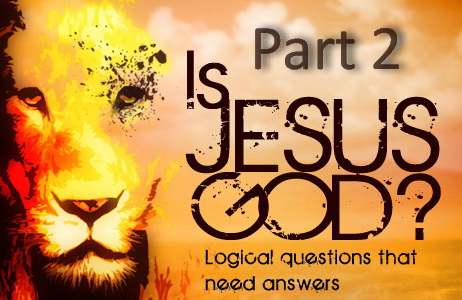 Part 2
Is
JESUS
GOD?
Logical questions that
need answers